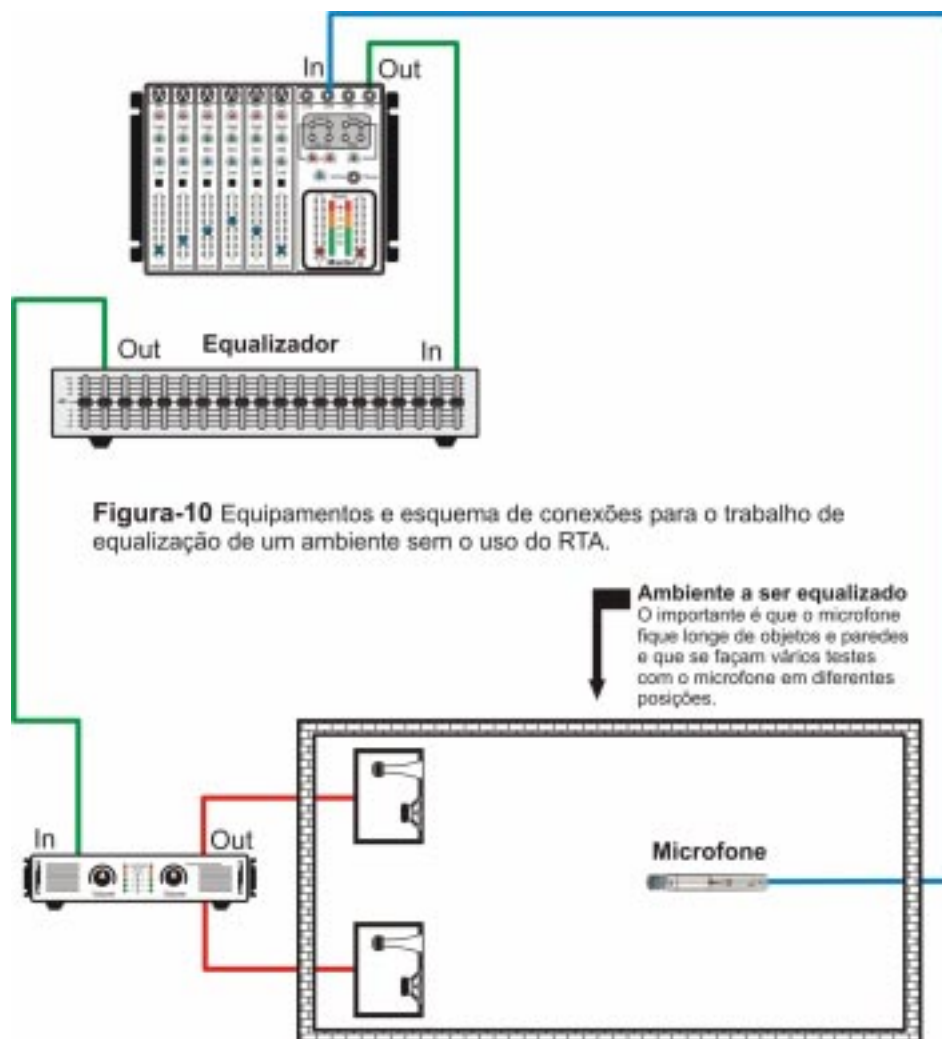 In
Out
Out
Equalizador
In
Figura-10 Equipamentos e esquema de conexões para o trabalho de
equalização de um ambiente sem o uso do RTA.
Ambiente a ser equalizado
O importante é que o microfone
fique longe de objetos e paredes
e que se façam vários testes
com o microfone em diferentes
posições.
In
Out
Microfone